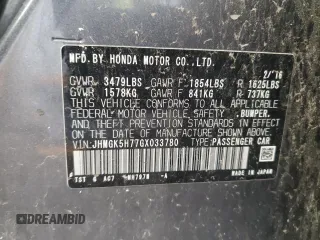 MFD.BY HONDA MOTOR CO.,LTD.
2/'16
GVWR 3479LBS GAWR F 1854LBS R 1625LBS
GVWR 1578KG GAWR F 841KG R 737KG
THIS VEHICLE CONFORMS TO ALL APPLICABLE
FEDERAL MOTOR VEHICLE SAFETY, BUMPER,
AND THEFT PREVENTION STANDARDS IN EFFECT
ON THE DATE OF MANUFACTURE SHOWN ABOVE.
VIN:JHMGK5H77GX033780 TYPE:PASSENGER CAR
-A
MADE IN JAPAN
DREAMBID